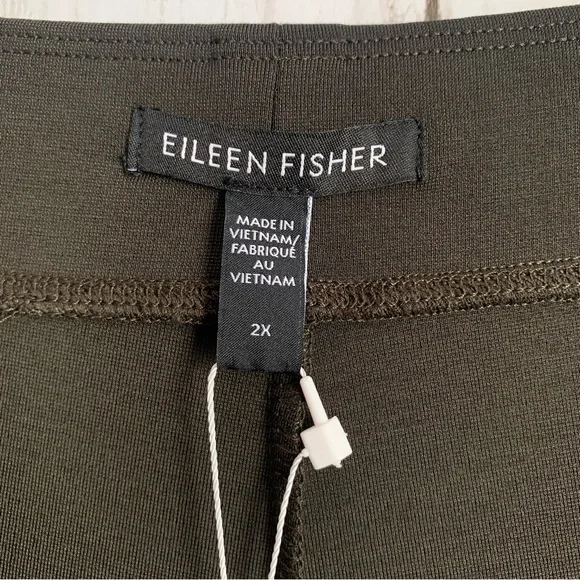 EILEEN FISHER
MADE IN
VIETNAM/
FABRIQUÉ
AU
VIETNAM
2X